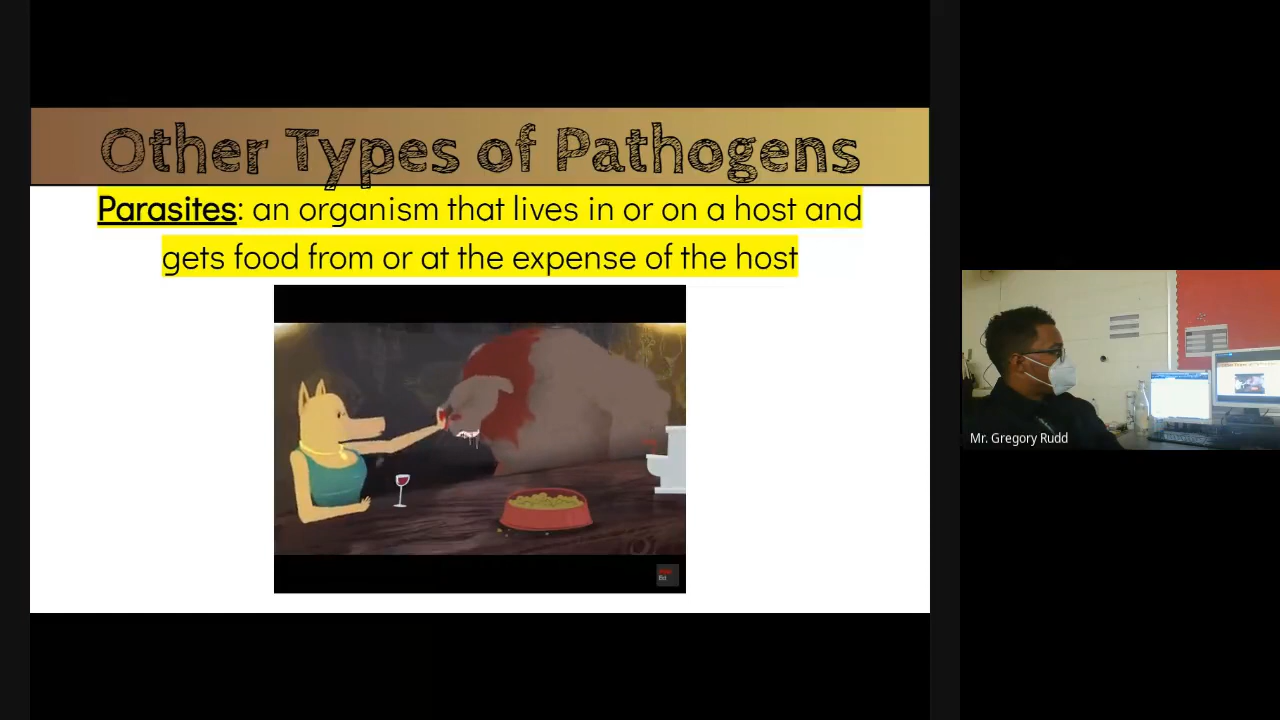 Other Types of Pathogens
Parasites: an organism that lives in or on a host and
gets food from or at the expense of the host
Mr. Gregory Rudd